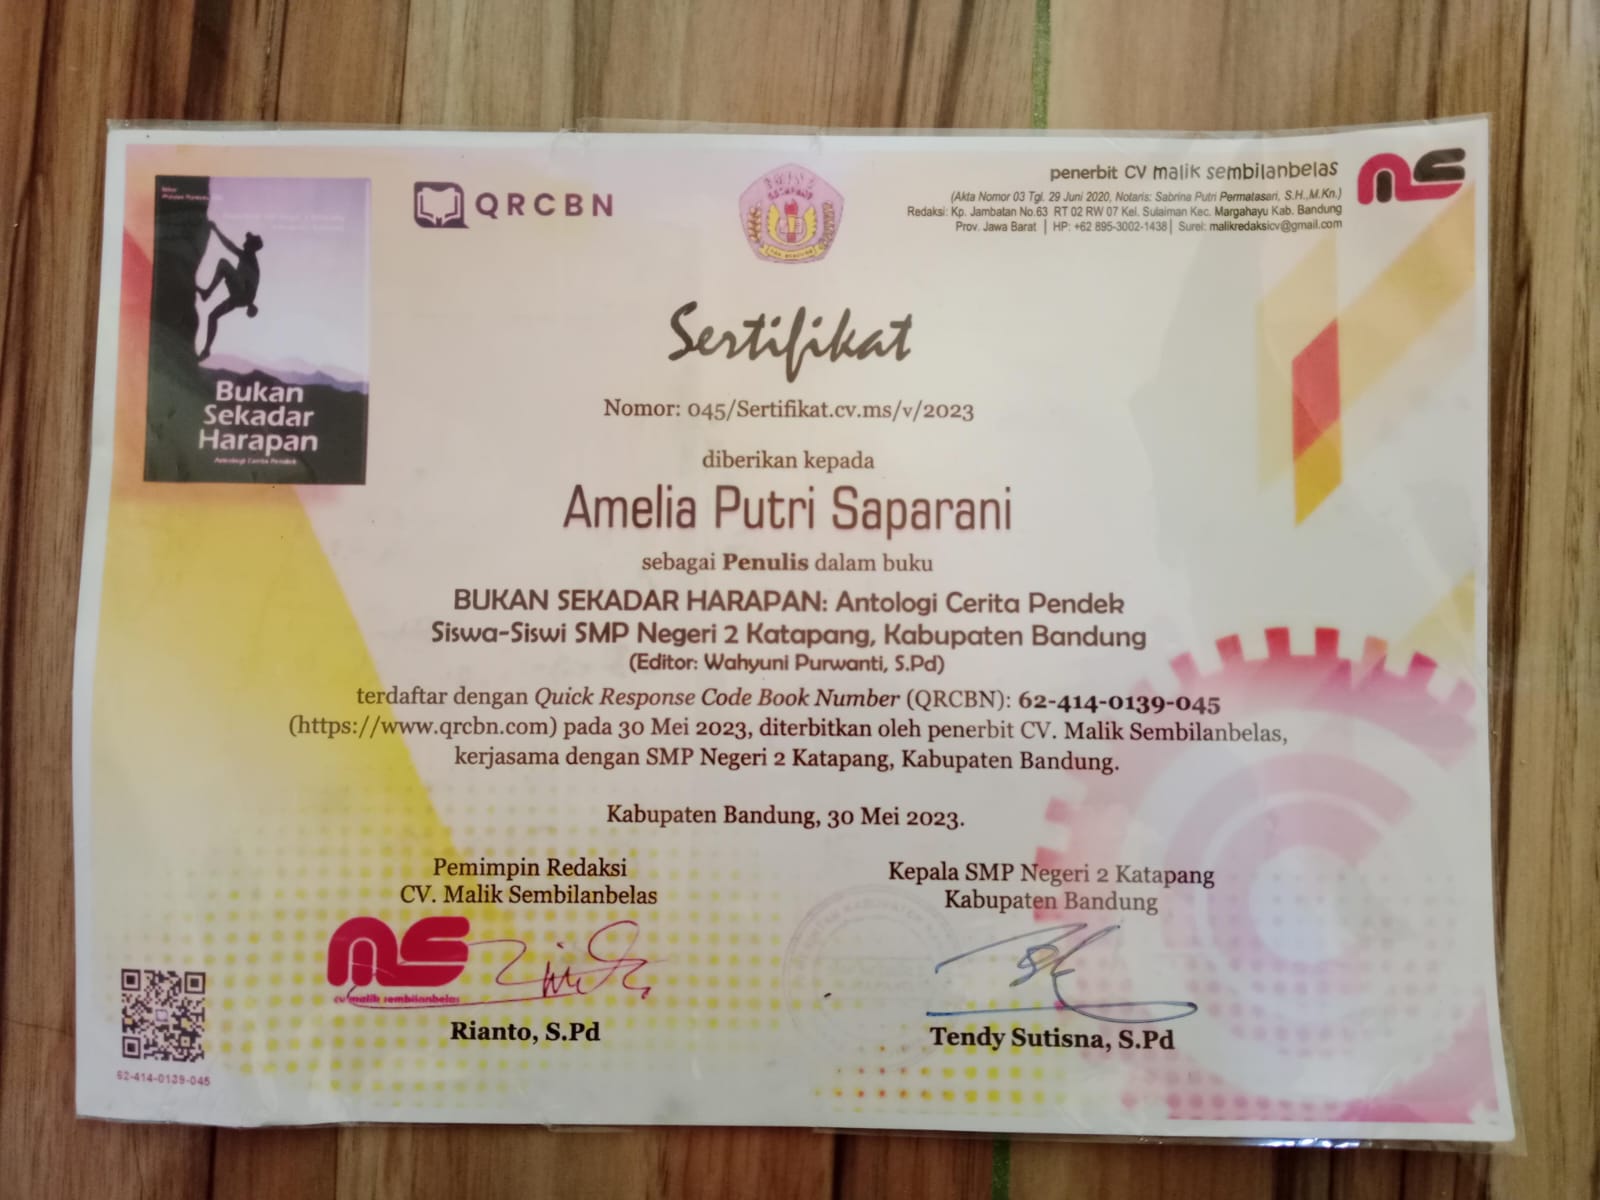 QRCBN
penerbit CV malik sembilanbelas
(Akta Nomor 03 Tgl. 29 Juni 2020, Notaris: Sabrina Putri Permatasari, S.H.,M.Kn.)
Redaksi: Kp. Jambatan No.63 RT 02 RW 07 Kel. Sulaiman Kec. Margahayu Kab. Bandung
Prov. Jawa Barat | HP: +62 895-3002-1438 | Surel: malikredaksicv@gmail.com
Bukan
Sekadar
Harapan
Antologi Cerita Pendek
Sertifikat
Nomor: 045/Sertifikat.cv.ms/v/2023
diberikan kepada
Amelia Putri Saparani
sebagai Penulis dalam buku
BUKAN SEKADAR HARAPAN: Antologi Cerita Pendek
Siswa-Siswi SMP Negeri 2 Katapang, Kabupaten Bandung
(Editor: Wahyuni Purwanti, S.Pd)
terdaftar dengan Quick Response Code Book Number (QRCBN): 62-414-0139-045
(https://www.qrcbn.com) pada 30 Mei 2023, diterbitkan oleh penerbit CV. Malik Sembilanbelas,
kerjasama dengan SMP Negeri 2 Katapang, Kabupaten Bandung.
Kabupaten Bandung, 30 Mei 2023.
Pemimpin Redaksi
CV. Malik Sembilanbelas
ms
cv malik sembilanbelas
Rianto, S.Pd
Kepala SMP Negeri 2 Katapang
Kabupaten Bandung
Tendy Sutisna, S.Pd
62-414-0139-045